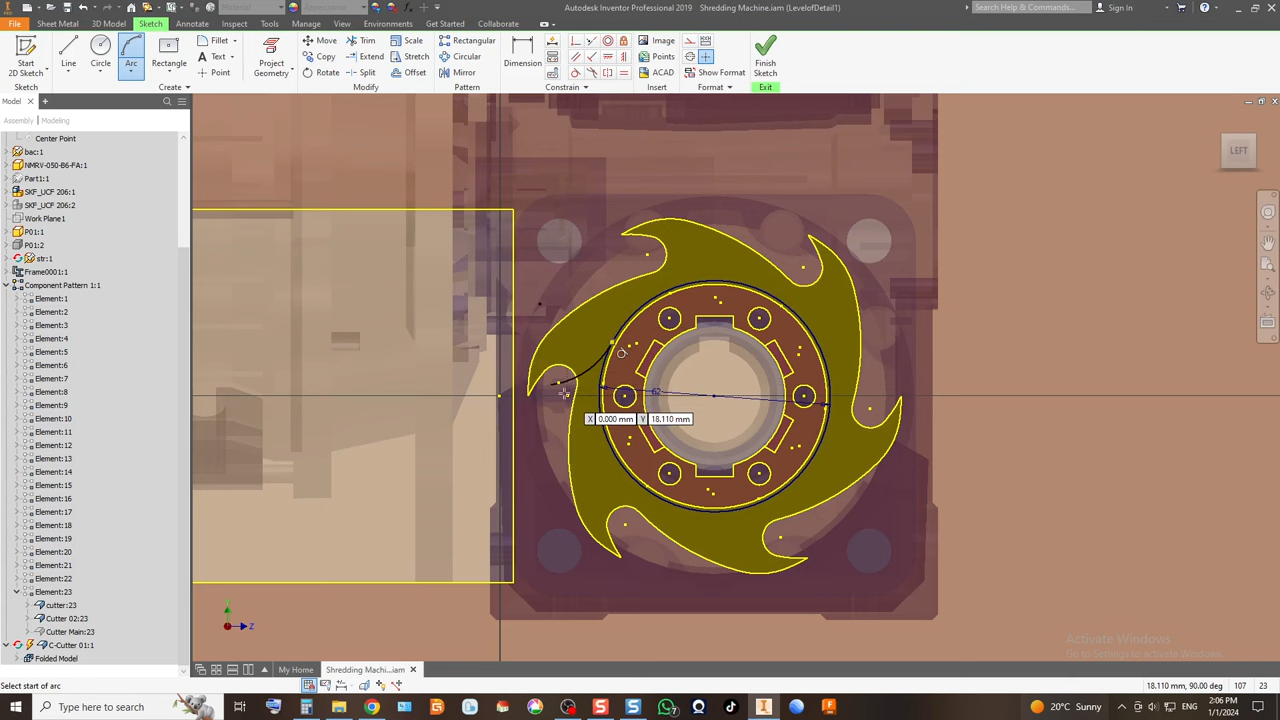 Autodesk Inventor Professional 2019   Shredding Machine.iam (LevelofDetail1)
Search Help & Commands...
Sign In
Material
Appearance
File
Sheet Metal
3D Model
Sketch
Annotate
Inspect
Tools
Manage
View
Environments
Get Started
Collaborate
Start
2D Sketch
Line
Circle
Arc
Rectangle
Fillet
Text
Point
Project
Geometry
Move
Copy
Rotate
Trim
Extend
Split
Scale
Stretch
Offset
Rectangular
Circular
Mirror
Dimension
Image
Points
ACAD
Show Format
Finish
Sketch
Sketch
Create
Modify
Pattern
Constrain
Insert
Format
Exit
Model
Assembly
Modeling
Center Point
bac:1
NMRV-050-B6-FA:1
Part1:1
SKF_UCF 206:1
SKF_UCF 206:2
Work Plane1
P01:1
P01:2
str:1
Frame0001:1
Component Pattern 1:1
Element:1
Element:2
Element:3
Element:4
Element:5
Element:6
Element:7
Element:8
Element:9
Element:10
Element:11
Element:12
Element:13
Element:14
Element:15
Element:16
Element:17
Element:18
Element:19
Element:20
Element:21
Element:22
Element:23
cutter:23
Cutter 02:23
Cutter Main:23
C-Cutter 01:1
Folded Model
LEFT
62
X 0.000 mm Y 18.110 mm
Z
Activate Windows
Go to Settings to activate Windows.
My Home
Shredding Machi...iam
Select start of arc
18.110 mm, 90.00 deg 107 23
Type here to search
20°C Sunny
2:06 PM
1/1/2024